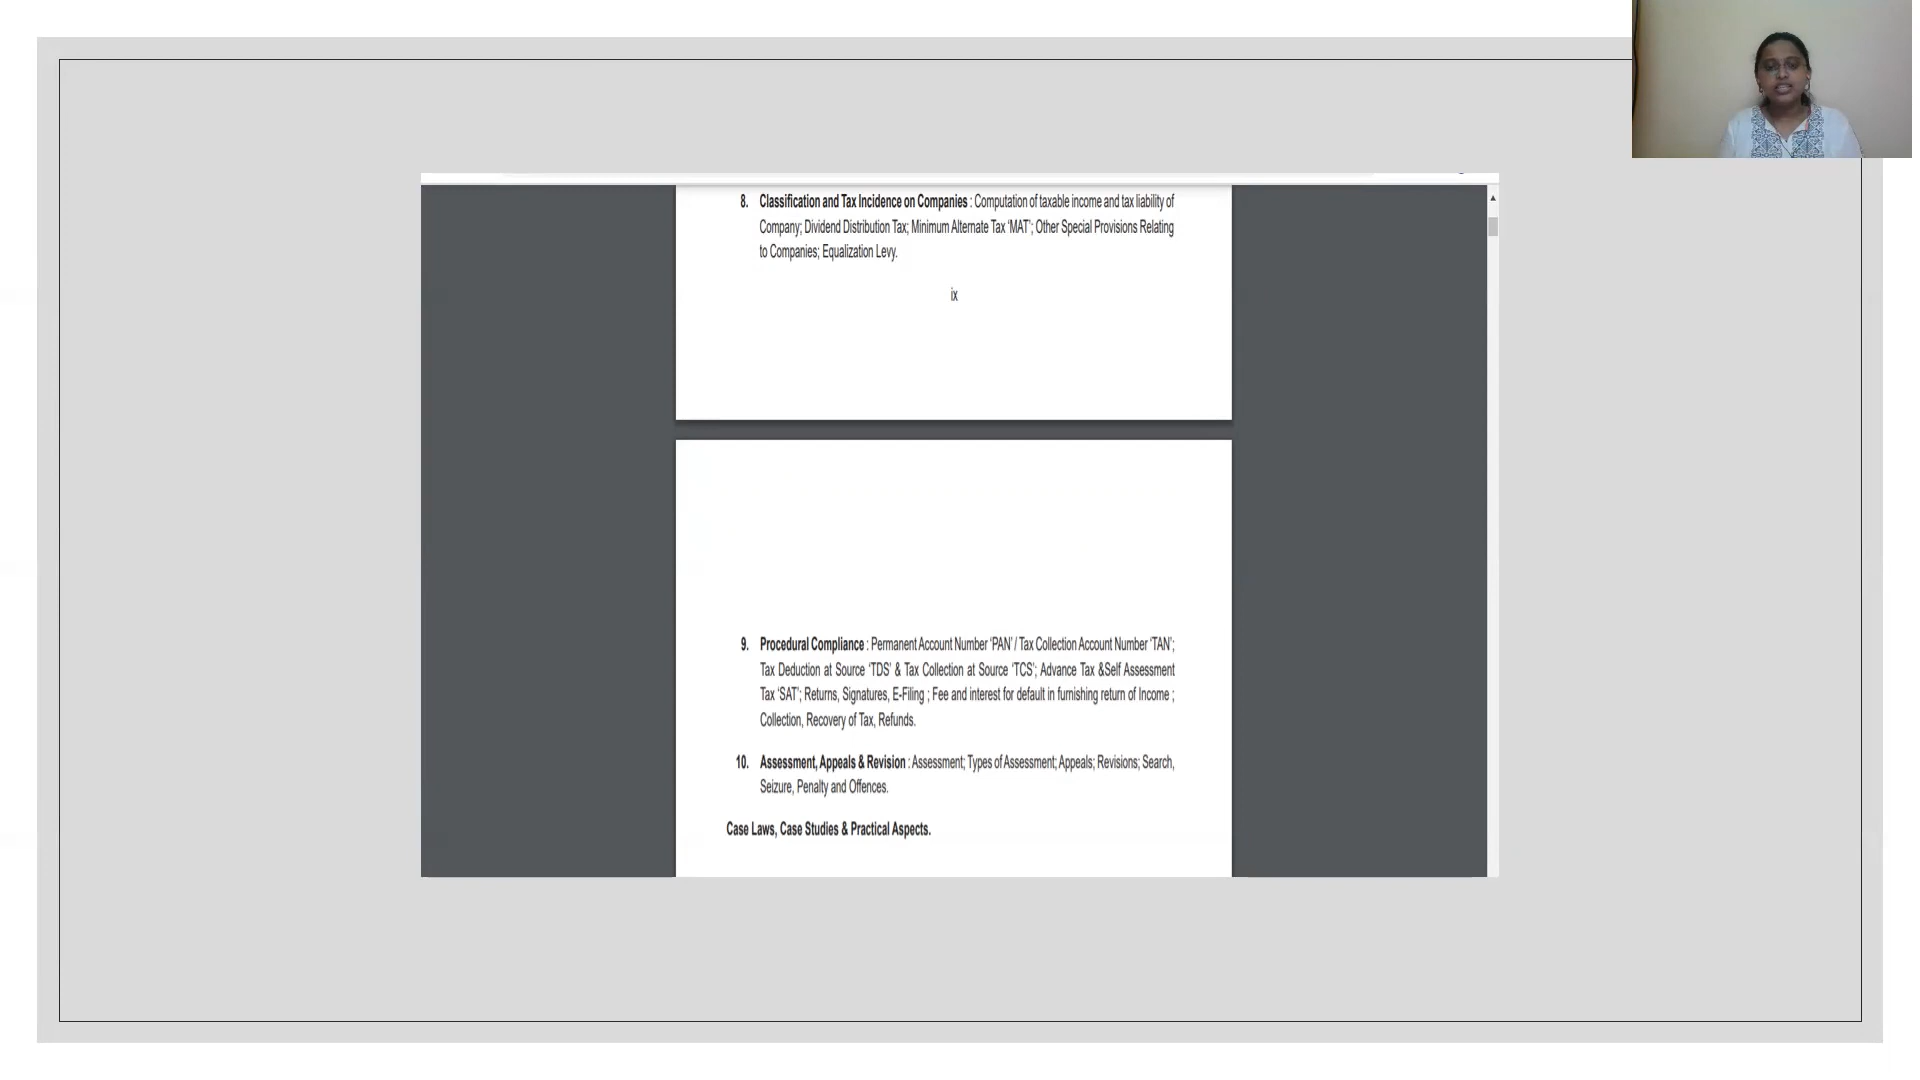 8. Classification and Tax Incidence on Companies : Computation of taxable income and tax liability of
Company; Dividend Distribution Tax; Minimum Alternate Tax ‘MAT’; Other Special Provisions Relating
to Companies; Equalization Levy.
ix
9. Procedural Compliance : Permanent Account Number ‘PAN’ / Tax Collection Account Number ‘TAN’;
Tax Deduction at Source ‘TDS’ & Tax Collection at Source ‘TCS’; Advance Tax &Self Assessment
Tax ‘SAT’; Returns, Signatures, E-Filing ; Fee and interest for default in furnishing return of Income ;
Collection, Recovery of Tax, Refunds.
10. Assessment, Appeals & Revision : Assessment; Types of Assessment; Appeals; Revisions; Search,
Seizure, Penalty and Offences.
Case Laws, Case Studies & Practical Aspects.